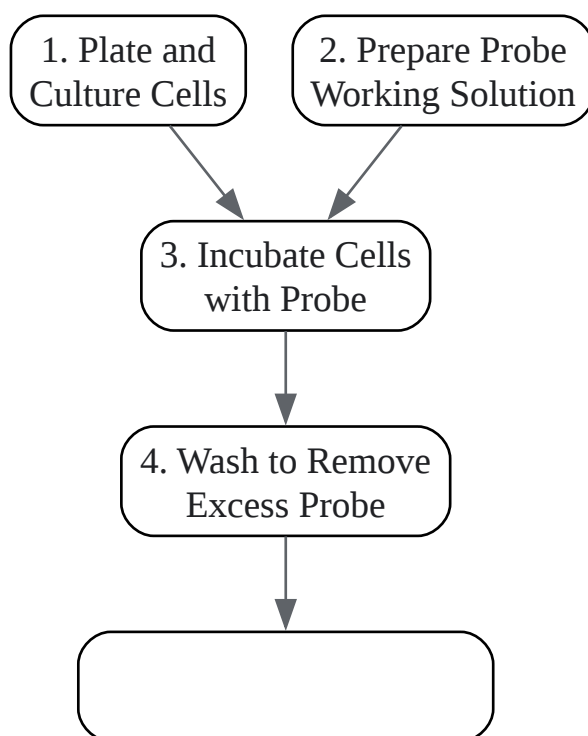 1. Plate and
Culture Cells
2. Prepare Probe
Working Solution
3. Incubate Cells
with Probe
4. Wash to Remove
Excess Probe